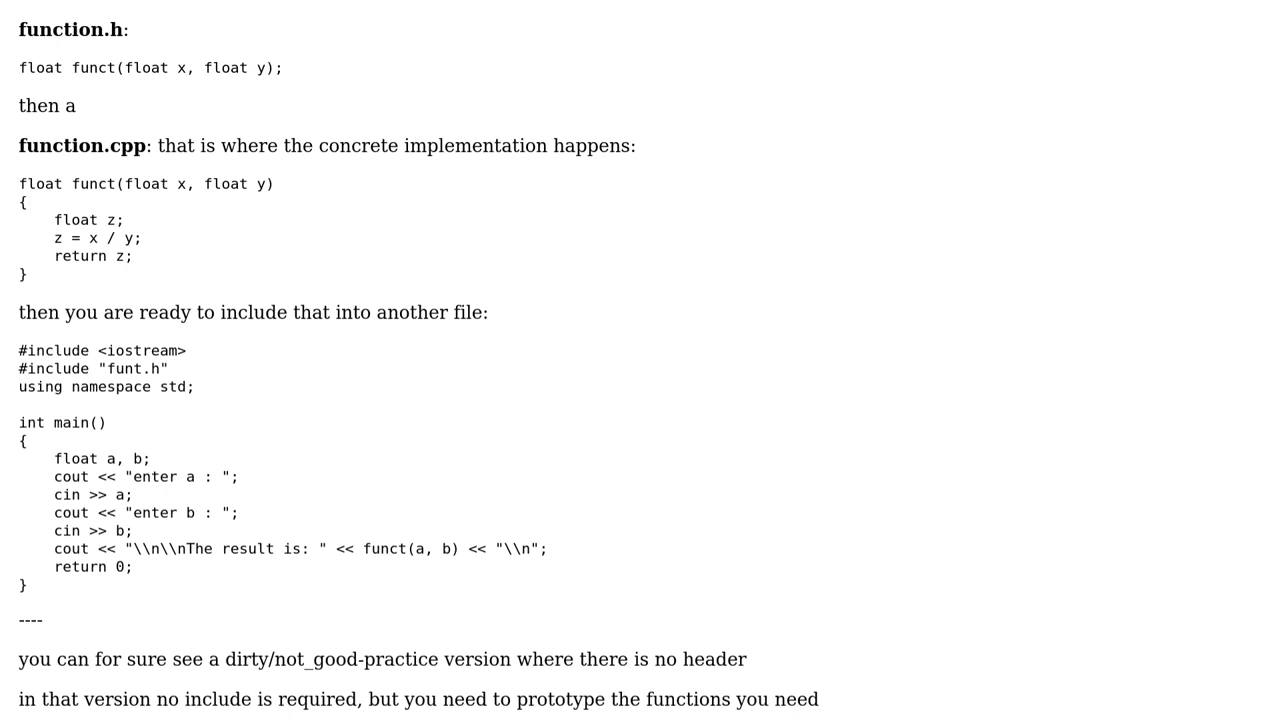 function.h:
float funct(float x, float y);
then a
function.cpp: that is where the concrete implementation happens:
float funct(float x, float y)
{
    float z;
    z = x / y;
    return z;
}
then you are ready to include that into another file:
#include <iostream>
#include "funt.h"
using namespace std;

int main()
{
    float a, b;
    cout << "enter a : ";
    cin >> a;
    cout << "enter b : ";
    cin >> b;
    cout << "\\n\\nThe result is: " << funct(a, b) << "\\n";
    return 0;
}
----
you can for sure see a dirty/not_good-practice version where there is no header
in that version no include is required, but you need to prototype the functions you need